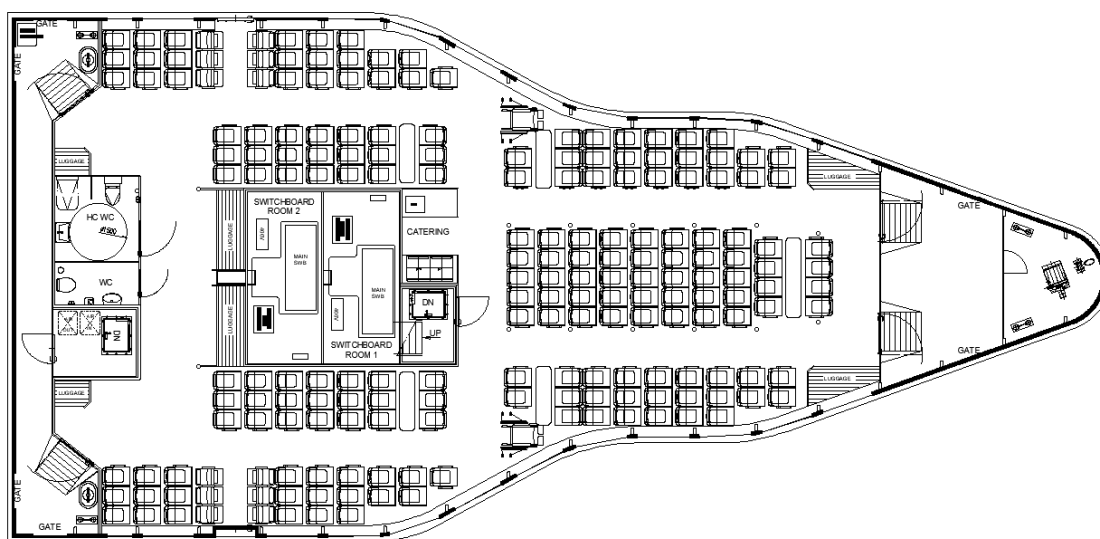 GATE
GATE
LUGGAGE
HC WC
ø1500
WC
DN
LUGGAGE
GATE
GATE
SWITCHBOARD
ROOM 2
MAIN
SWB
LUGGAGE
LUGGAGE
MAIN
SWB
SWITCHBOARD
ROOM 1
CATERING
DN
UP
LUGGAGE
LUGGAGE
GATE
GATE